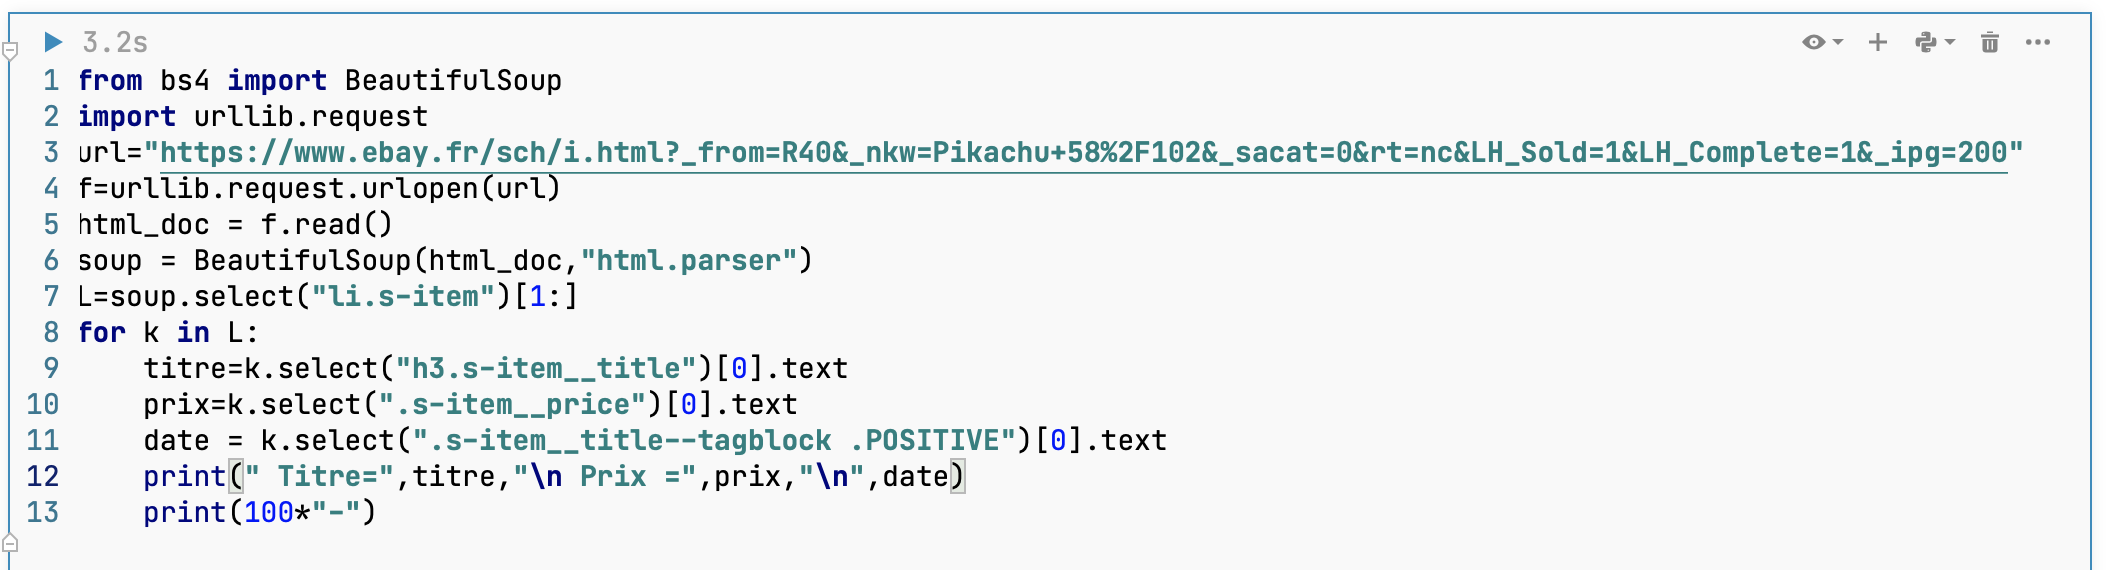 3.2s
1 from bs4 import BeautifulSoup
2 import urllib.request
3 url="https://www.ebay.fr/sch/i.html?_from=R40&_nkw=Pikachu+58%2F102&_sacat=0&rt=nc&LH_Sold=1&LH_Complete=1&_ipg=200"
4 f=urllib.request.urlopen(url)
5 html_doc = f.read()
6 soup = BeautifulSoup(html_doc,"html.parser")
7 L=soup.select("li.s-item")[1:]
8 for k in L:
9     titre=k.select("h3.s-item__title")[0].text
10     prix=k.select(".s-item__price")[0].text
11     date = k.select(".s-item__title--tagblock .POSITIVE")[0].text
12     print(" Titre=",titre,"\n Prix =",prix,"\n",date)
13     print(100*"-")